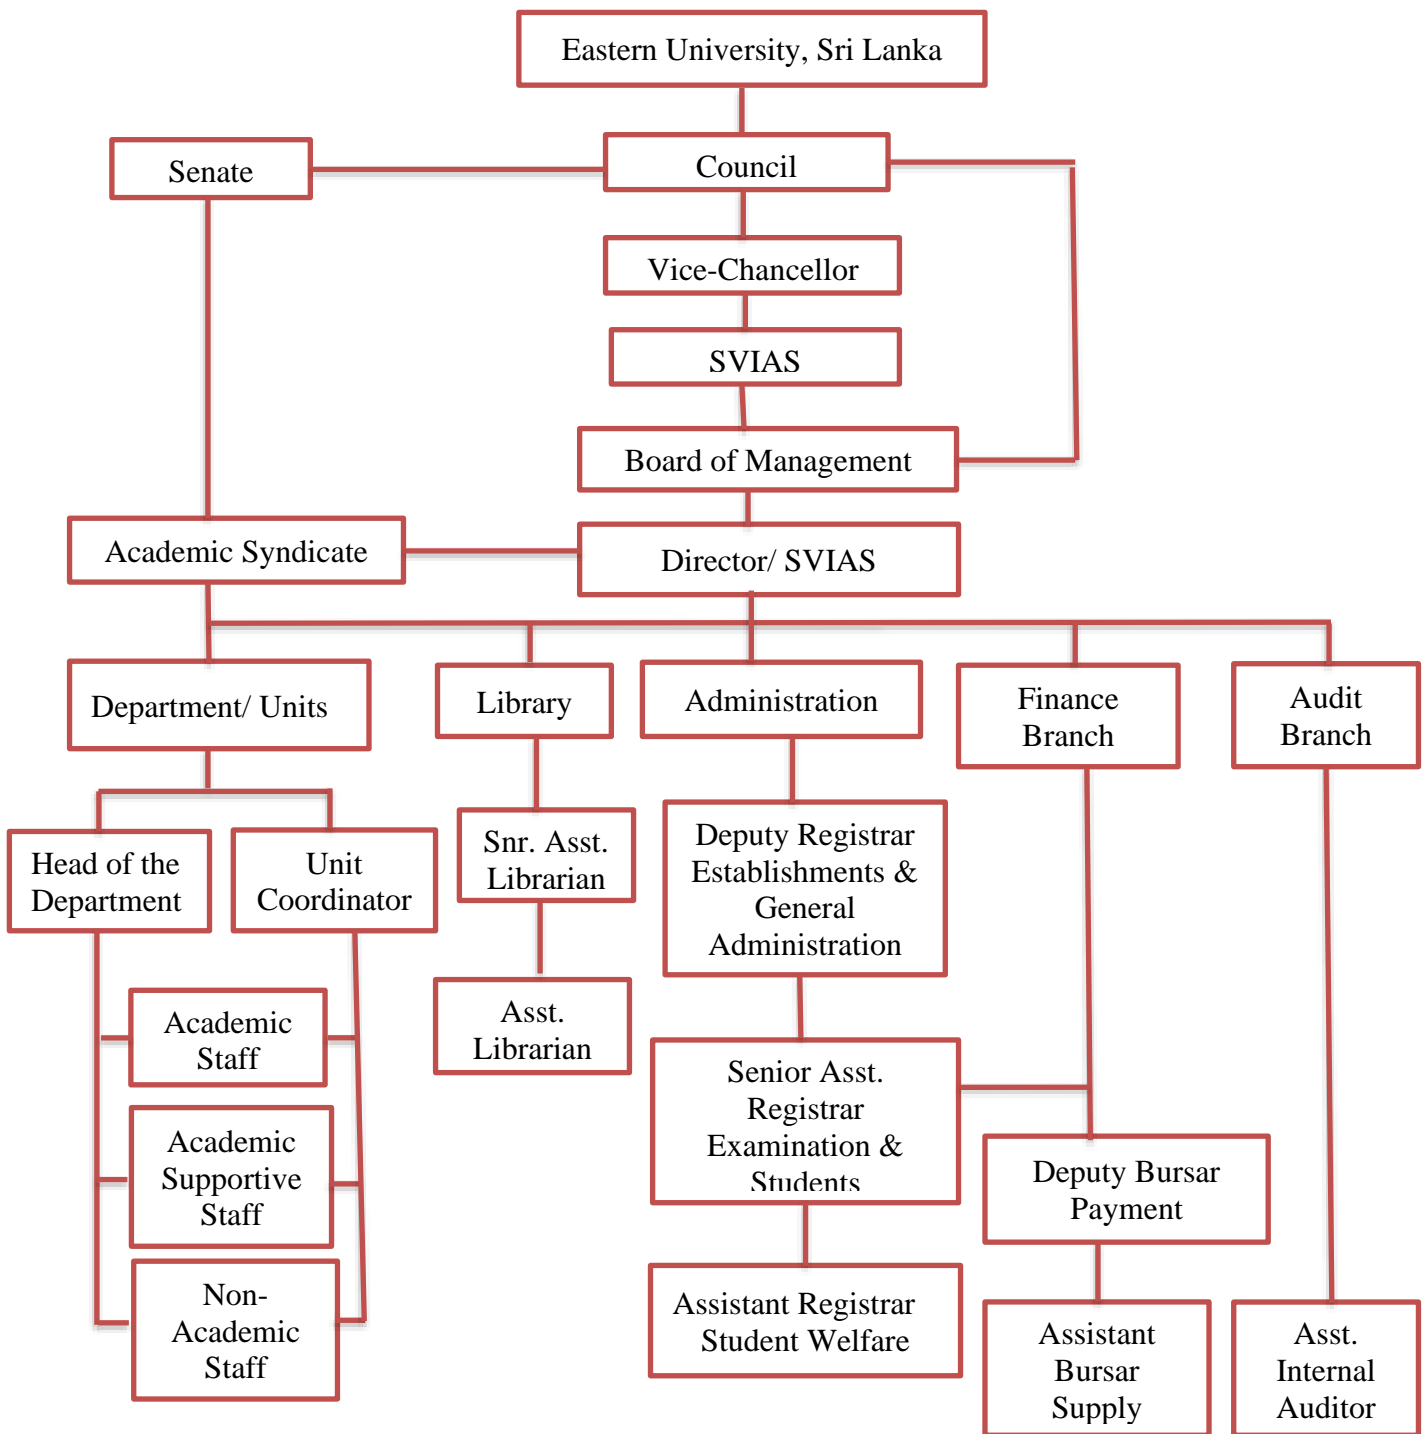 Eastern University, Sri Lanka
Senate
Council
Vice-Chancellor
SVIAS
Board of Management
Academic Syndicate
Director/ SVIAS
Department/ Units
Library
Administration
Finance
Branch
Audit
Branch
Head of the
Department
Unit
Coordinator
Snr. Asst.
Librarian
Deputy Registrar
Establishments &
General
Administration
Academic
Staff
Asst.
Librarian
Senior Asst.
Registrar
Examination &
Students
Academic
Supportive
Staff
Deputy Bursar
Payment
Non-
Academic
Staff
Assistant Registrar
Student Welfare
Assistant
Bursar
Supply
Asst.
Internal
Auditor